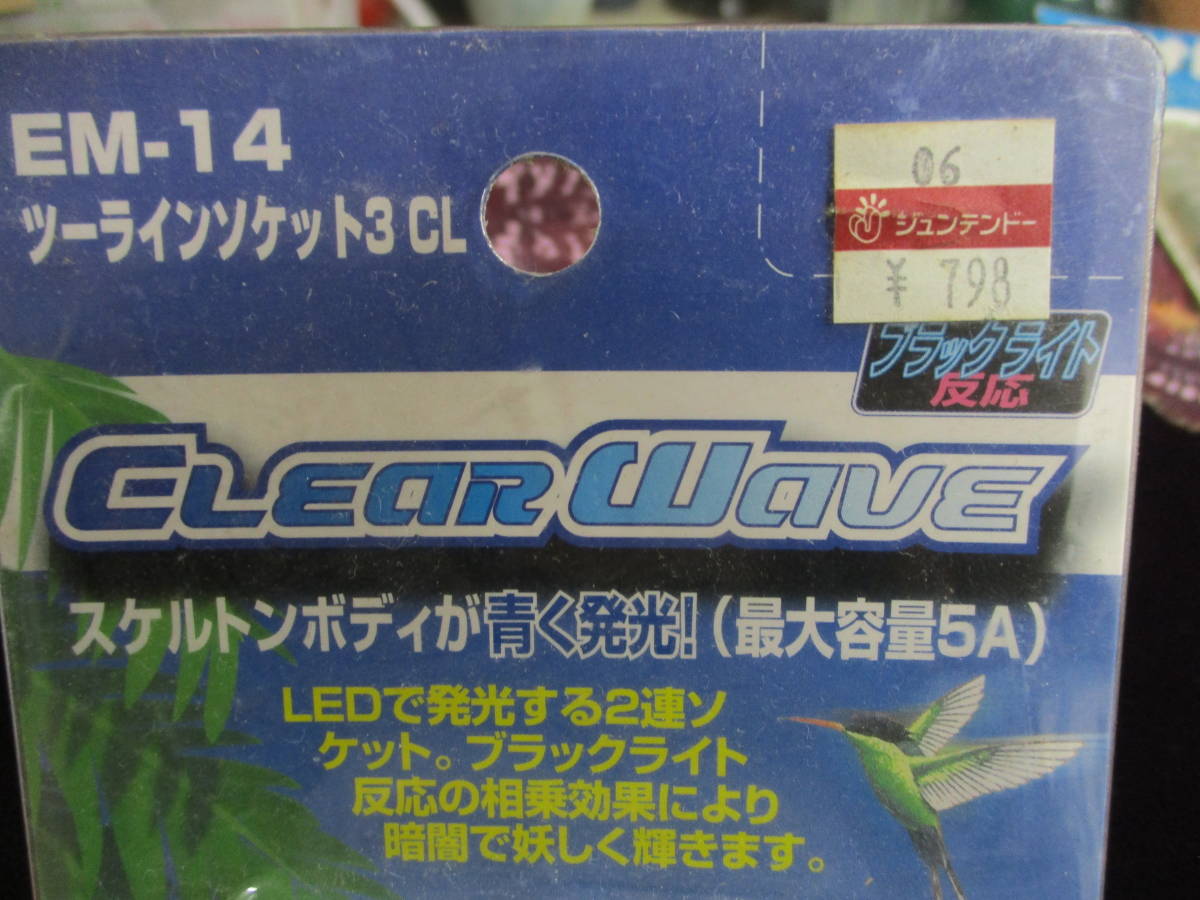 EM-14
ツーラインソケット3 CL
06
ジュンテンドー
¥ 798
ブラックライト
反応
CLEAR WAVE
スケルトンボディが青く発光!(最大容量5A)
LEDで発光する2連ソ
ケット。ブラックライト
反応の相乗効果により
暗闇で妖しく輝きます。